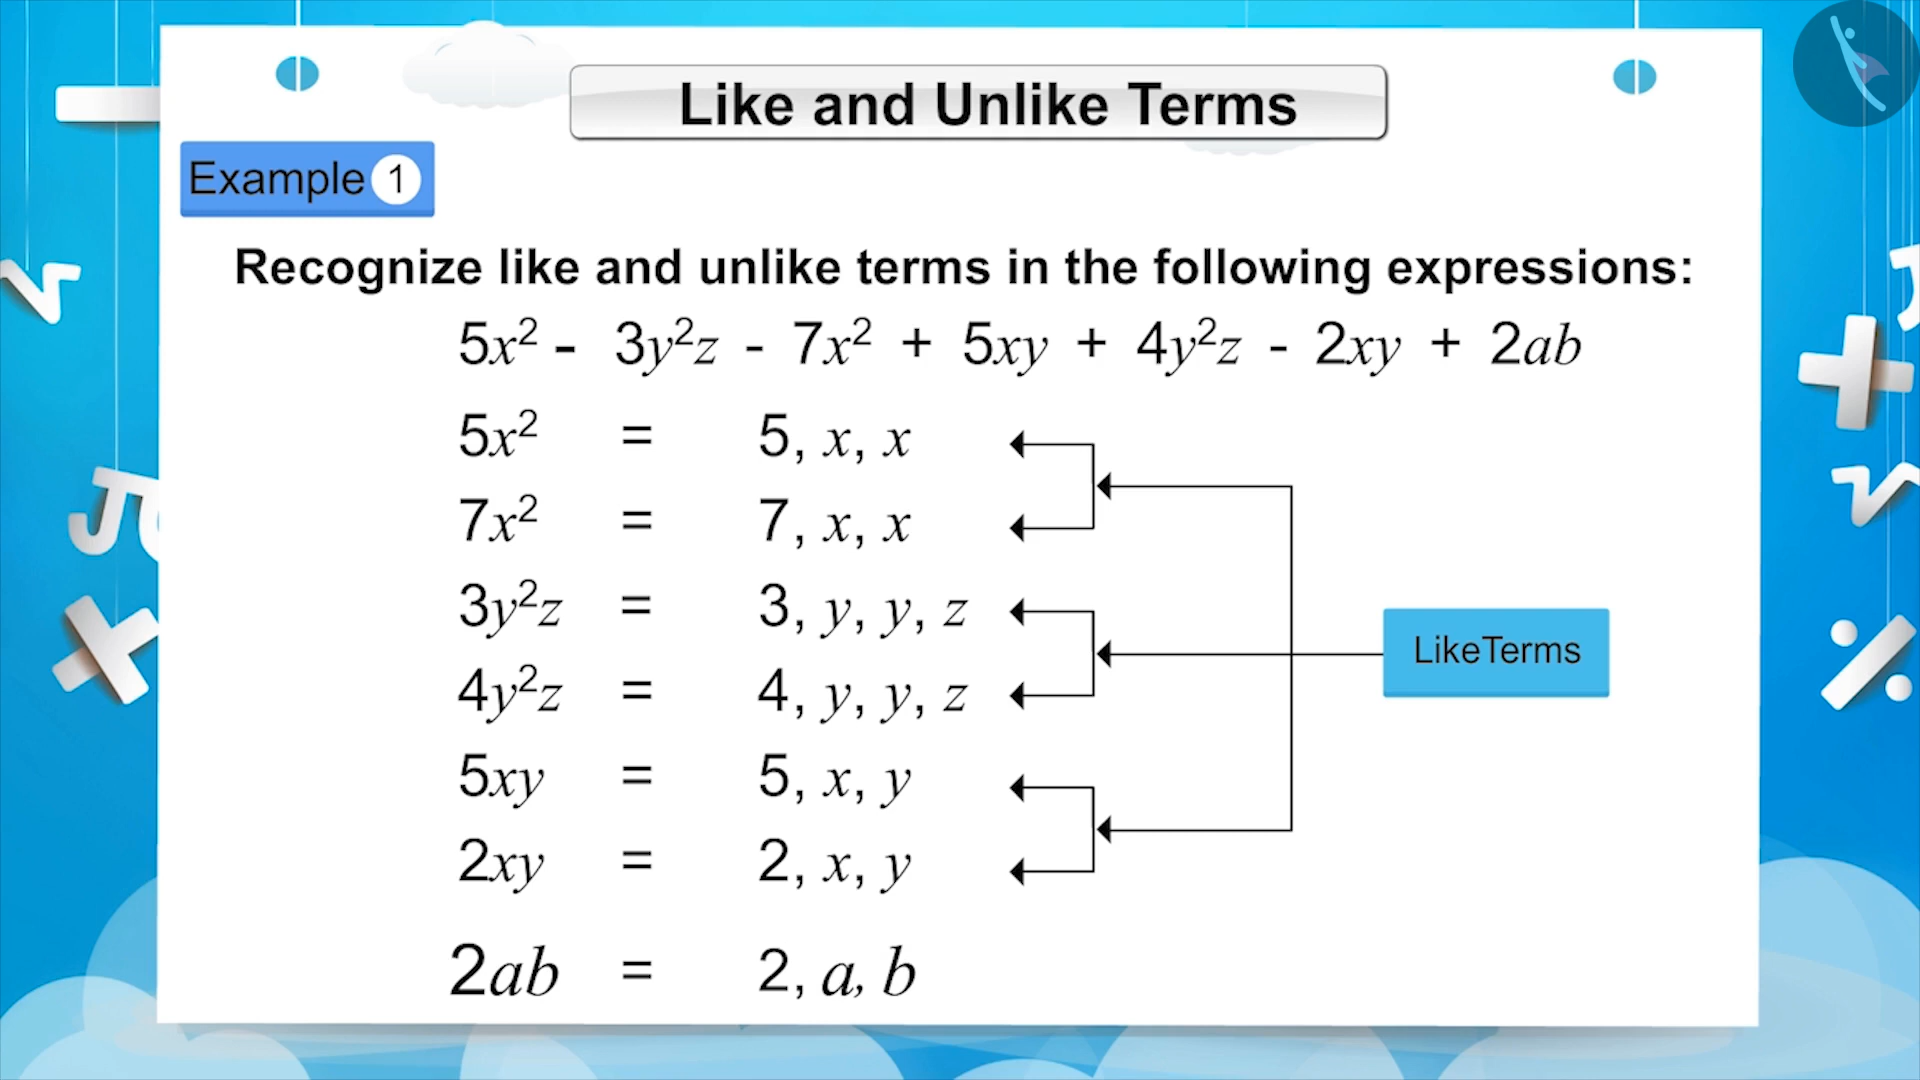 Like and Unlike Terms
Example 1
Recognize like and unlike terms in the following expressions:
5x² - 3y²z - 7x² + 5xy + 4y²z - 2xy + 2ab
5x² = 5, x, x
7x² = 7, x, x
3y²z = 3, y, y, z
4y²z = 4, y, y, z
LikeTerms
5xy = 5, x, y
2xy = 2, x, y
2ab = 2, a, b